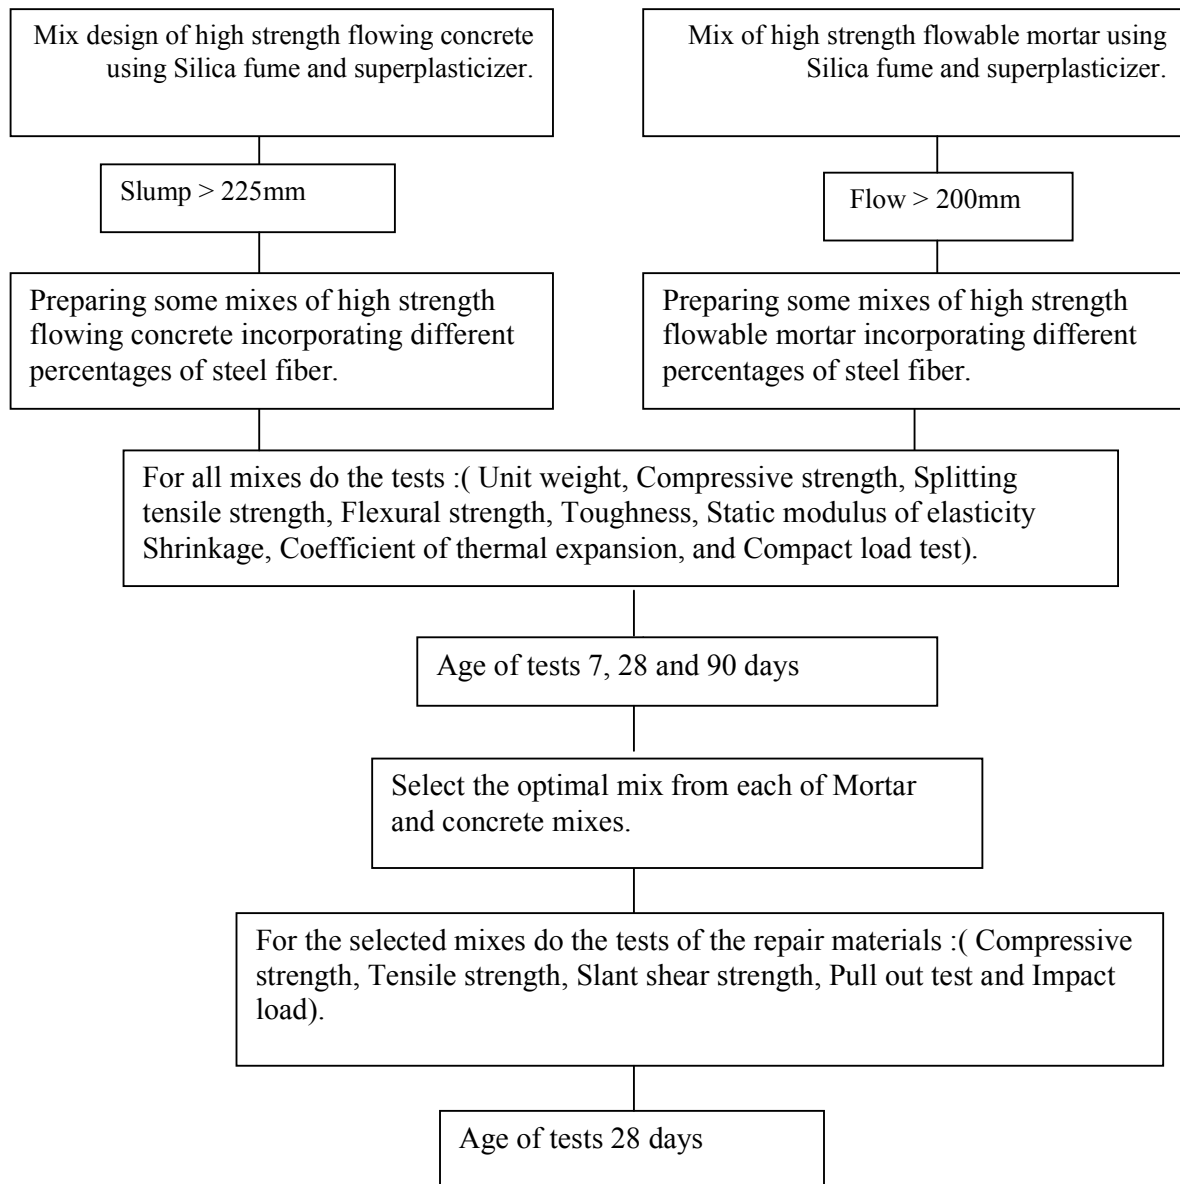 Mix design of high strength flowing concrete
using Silica fume and superplasticizer.
Mix of high strength flowable mortar using
Silica fume and superplasticizer.
Slump > 225mm
Flow > 200mm
Preparing some mixes of high strength
flowing concrete incorporating different
percentages of steel fiber.
Preparing some mixes of high strength
flowable mortar incorporating different
percentages of steel fiber.
For all mixes do the tests :( Unit weight, Compressive strength, Splitting
tensile strength, Flexural strength, Toughness, Static modulus of elasticity
Shrinkage, Coefficient of thermal expansion, and Compact load test).
Age of tests 7, 28 and 90 days
Select the optimal mix from each of Mortar
and concrete mixes.
For the selected mixes do the tests of the repair materials :( Compressive
strength, Tensile strength, Slant shear strength, Pull out test and Impact
load).
Age of tests 28 days